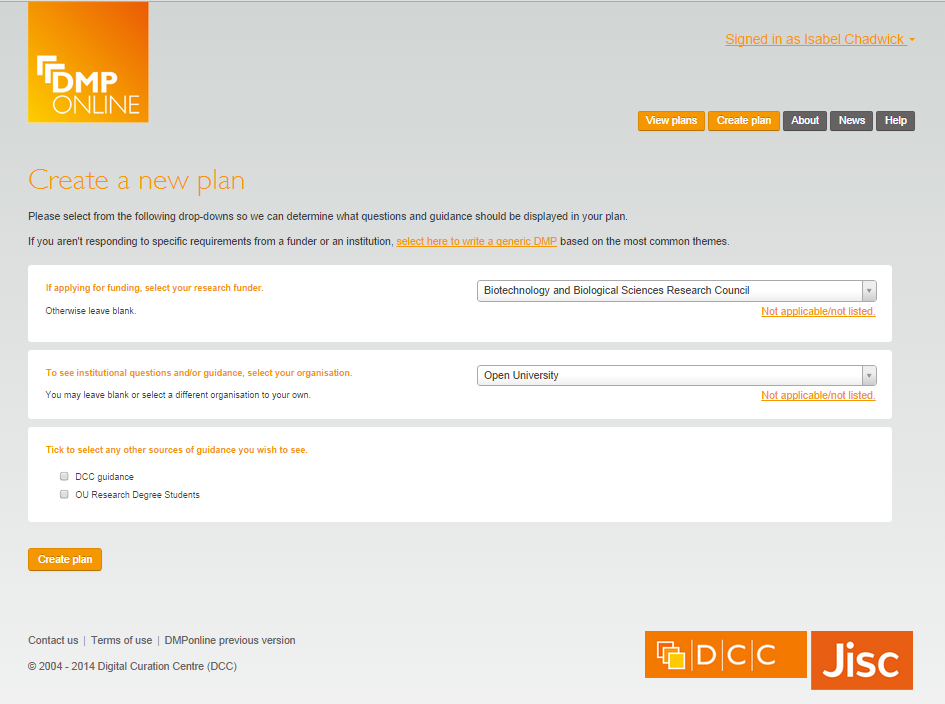 DMP
ONLINE
Signed in as Isabel Chadwick
View plans Create plan About News Help
Create a new plan
Please select from the following drop-downs so we can determine what questions and guidance should be displayed in your plan.
If you aren't responding to specific requirements from a funder or an institution, select here to write a generic DMP based on the most common themes.
If applying for funding, select your research funder.
Otherwise leave blank.
Biotechnology and Biological Sciences Research Council
Not applicable/not listed.
To see institutional questions and/or guidance, select your organisation.
You may leave blank or select a different organisation to your own.
Open University
Not applicable/not listed.
Tick to select any other sources of guidance you wish to see.
DCC guidance
OU Research Degree Students
Create plan
Contact us | Terms of use | DMPonline previous version
© 2004 - 2014 Digital Curation Centre (DCC)
DCC
Jisc